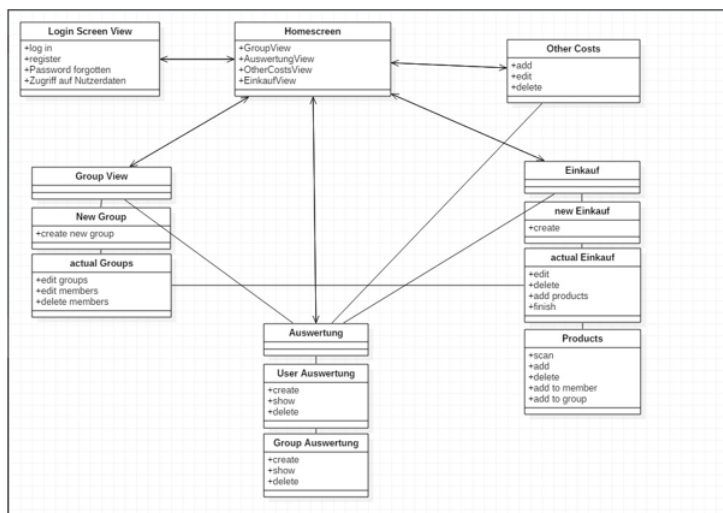 Login Screen View
+log in
+register
+Password forgotten
+Zugriff auf Nutzerdaten
Homescreen
+GroupView
+AuswertungView
+OtherCostsView
+EinkaufView
Other Costs
+add
+edit
+delete
Group View
New Group
+create new group
actual Groups
+edit groups
+edit members
+delete members
Einkauf
new Einkauf
+create
actual Einkauf
+edit
+delete
+add products
+finish
Products
+scan
+add
+delete
+add to member
+add to group
Auswertung
User Auswertung
+create
+show
+delete
Group Auswertung
+create
+show
+delete